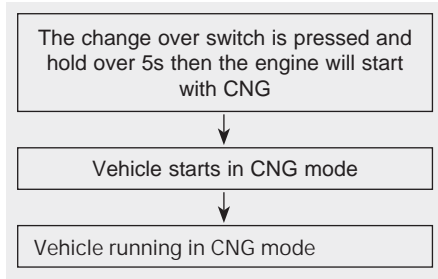 The change over switch is pressed and
hold over 5s then the engine will start
with CNG
Vehicle starts in CNG mode
Vehicle running in CNG mode